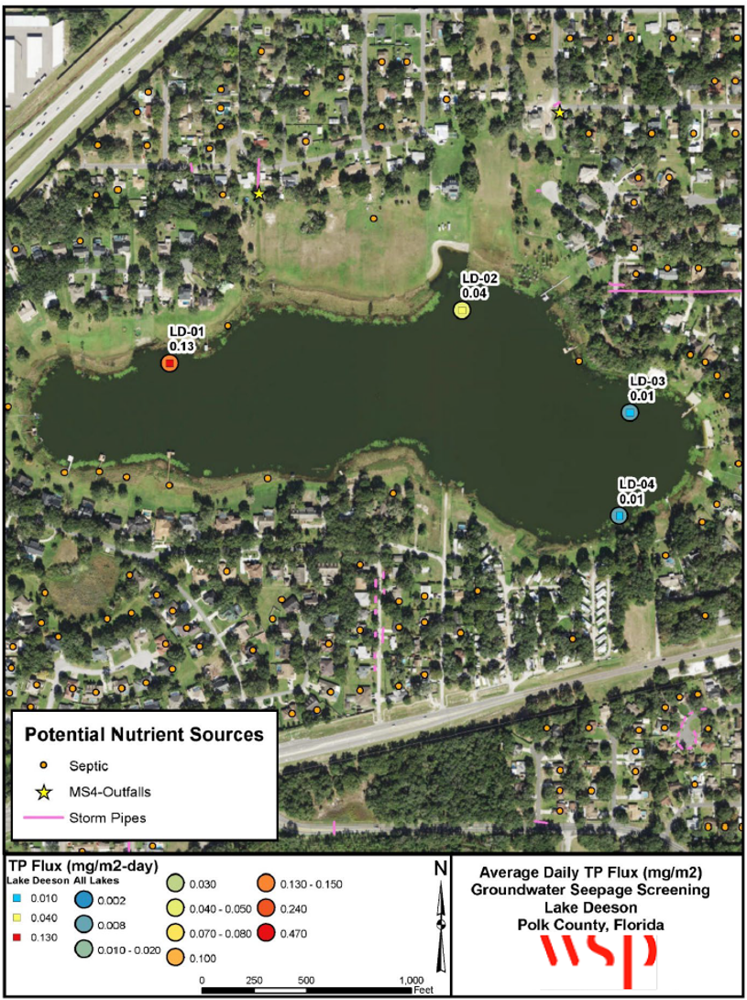 LD-02
0.04
LD-01
0.13
LD-03
0.01
LD-04
0.01
Potential Nutrient Sources
Septic
MS4-Outfalls
Storm Pipes
TP Flux (mg/m2-day)
Lake Deeson All Lakes
0.010
0.040
0.130
0.002
0.008
0.010 - 0.020
0.030
0.040 - 0.050
0.070 - 0.080
0.100
0.130 - 0.150
0.240
0.470
N
0 250 500 1,000
Feet
Average Daily TP Flux (mg/m2)
Groundwater Seepage Screening
Lake Deeson
Polk County, Florida
wsp